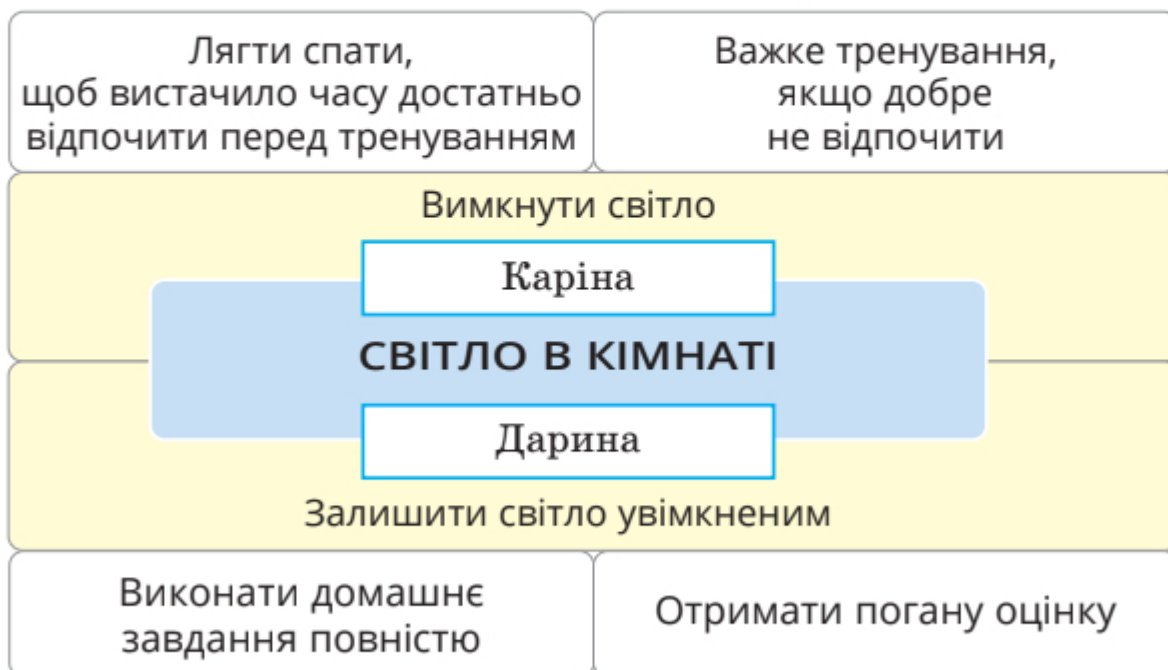 Лягти спати,
щоб вистачило часу достатньо
відпочити перед тренуванням
Важке тренування,
якщо добре
не відпочити
Вимкнути світло
Каріна
СВІТЛО В КІМНАТІ
Дарина
Залишити світло увімкненим
Виконати домашнє
завдання повністю
Отримати погану оцінку